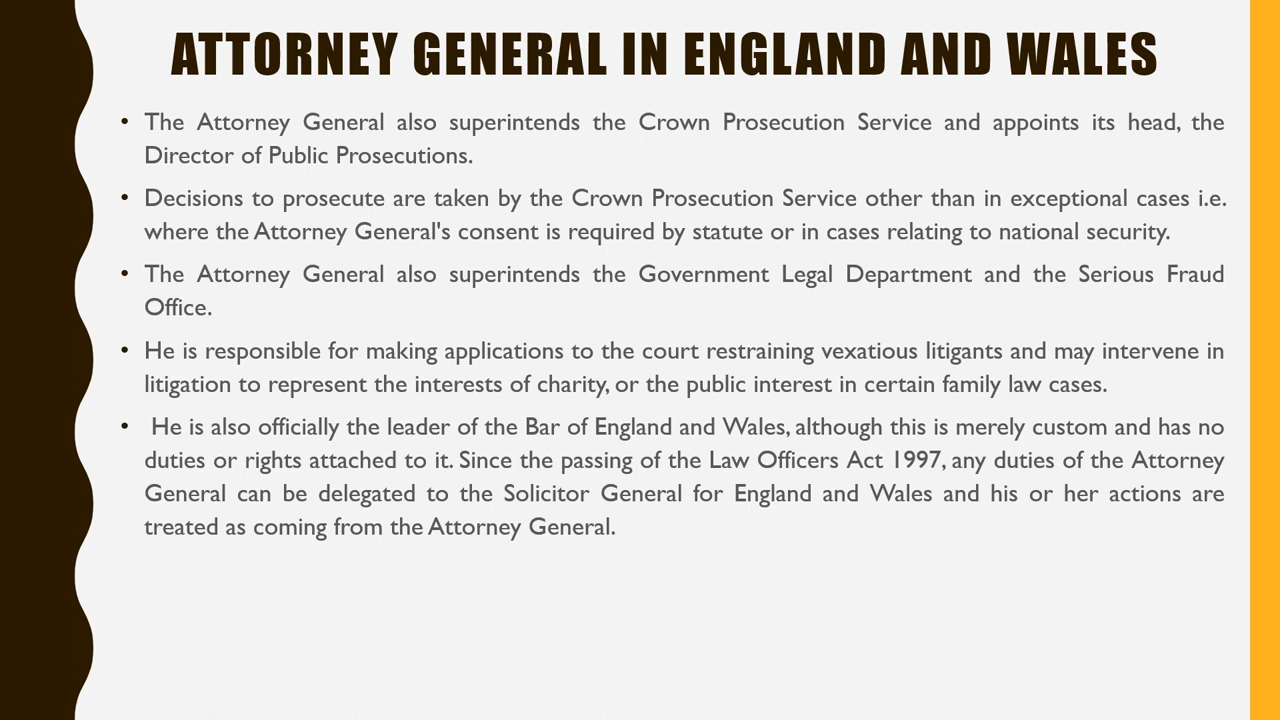 ATTORNEY GENERAL IN ENGLAND AND WALES
• The Attorney General also superintends the Crown Prosecution Service and appoints its head, the
Director of Public Prosecutions.
• Decisions to prosecute are taken by the Crown Prosecution Service other than in exceptional cases i.e.
where the Attorney General's consent is required by statute or in cases relating to national security.
• The Attorney General also superintends the Government Legal Department and the Serious Fraud
Office.
• He is responsible for making applications to the court restraining vexatious litigants and may intervene in
litigation to represent the interests of charity, or the public interest in certain family law cases.
• He is also officially the leader of the Bar of England and Wales, although this is merely custom and has no
duties or rights attached to it. Since the passing of the Law Officers Act 1997, any duties of the Attorney
General can be delegated to the Solicitor General for England and Wales and his or her actions are
treated as coming from the Attorney General.